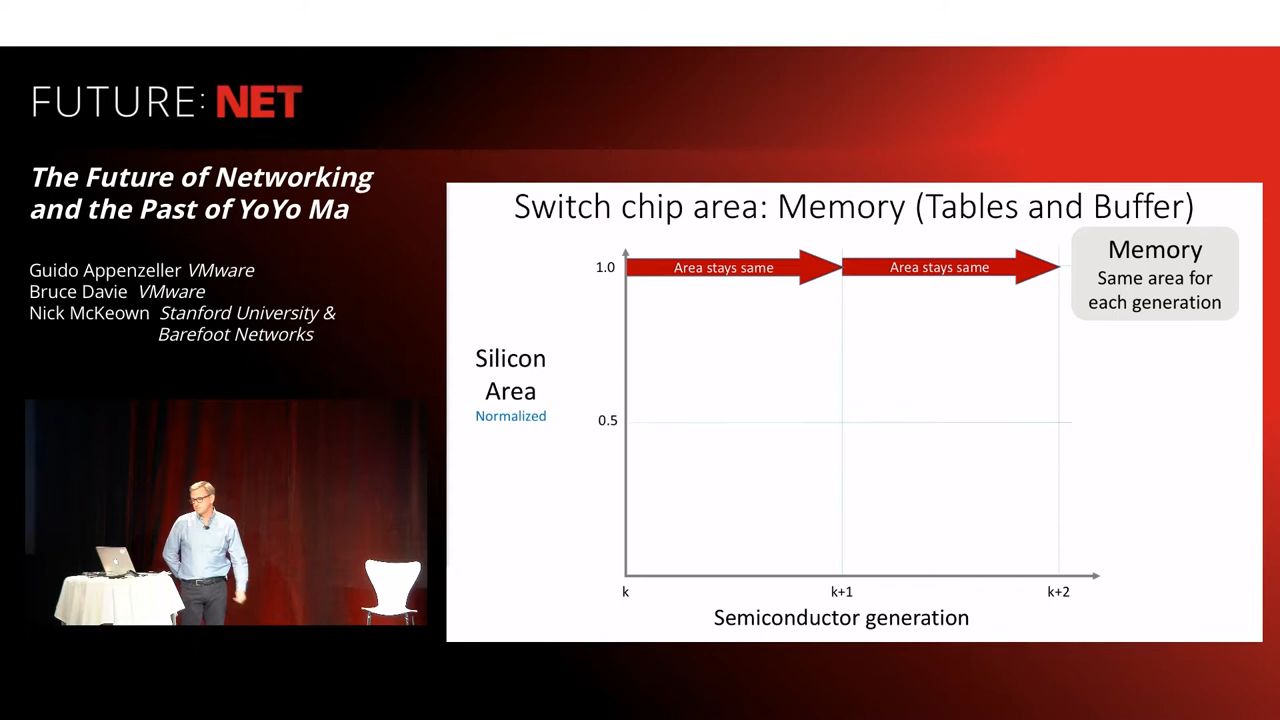 FUTURE: NET
The Future of Networking
and the Past of YoYo Ma
Guido Appenzeller VMware
Bruce Davie VMware
Nick McKeown Stanford University &
Barefoot Networks
Switch chip area: Memory (Tables and Buffer)
Memory
Same area for
each generation
1.0
Area stays same
Area stays same
Silicon
Area
Normalized
0.5
k
k+1
k+2
Semiconductor generation